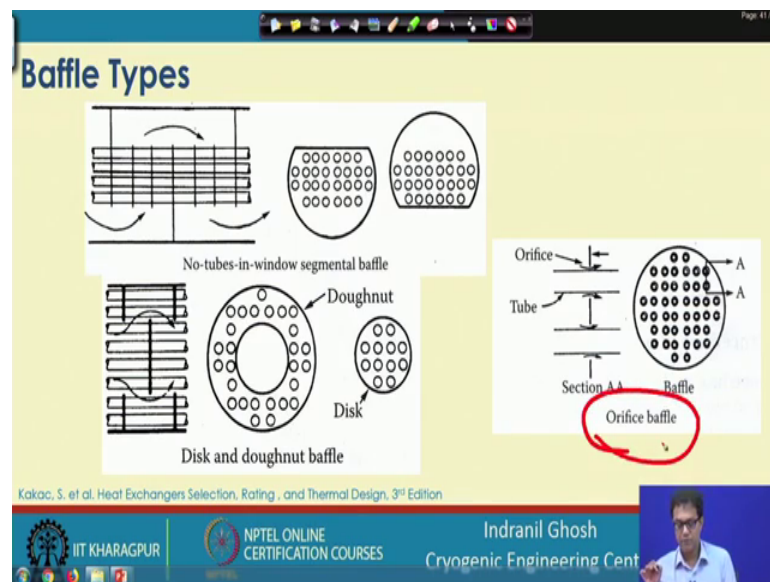 Page: 41
Baffle Types
No-tubes-in-window segmental baffle
Doughnut
Disk
Disk and doughnut baffle
Orifice
Tube
A
A
Section AA
Baffle
Orifice baffle
Kakac, S. et al. Heat Exchangers Selection, Rating , and Thermal Design, 3rd Edition
IIT KHARAGPUR
NPTEL ONLINE
CERTIFICATION COURSES
Indranil Ghosh
Cryogenic Engineering Cent